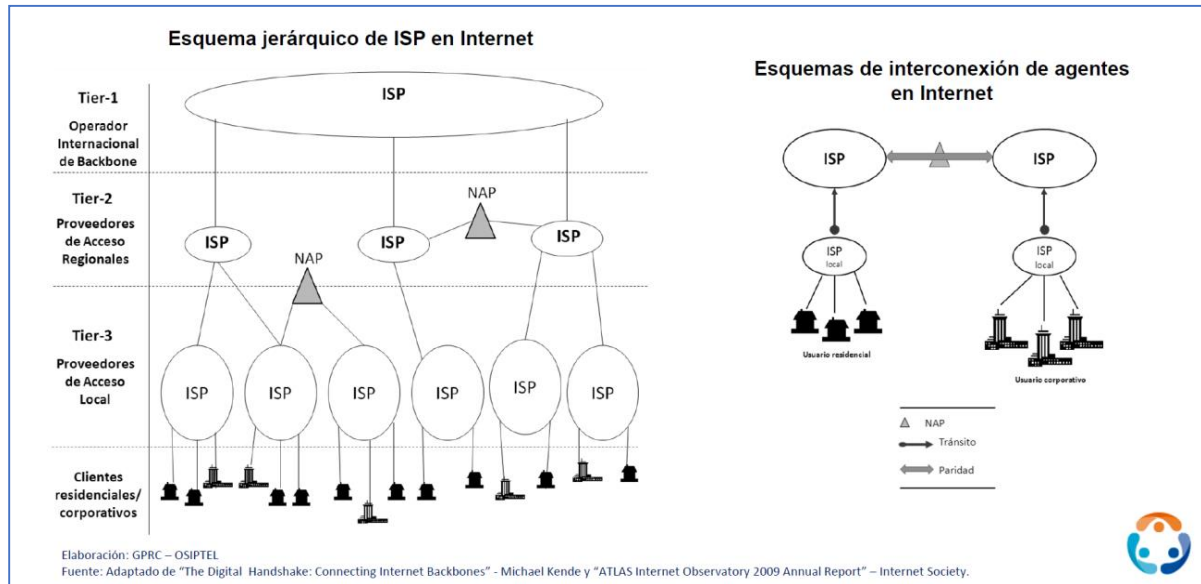 Esquema jerárquico de ISP en Internet
Tier-1
Operador
Internacional
de Backbone
ISP
Tier-2
Proveedores
de Acceso
Regionales
NAP
ISP
ISP
ISP
NAP
Tier-3
Proveedores
de Acceso
Local
ISP
ISP
ISP
ISP
ISP
ISP
Clientes
residenciales/
corporativos
Esquemas de interconexión de agentes
en Internet
ISP
ISP
ISP
local
ISP
local
Usuario residencial
Usuario corporativo
NAP
Tránsito
Paridad
Elaboración: GPRC – OSIPTEL
Fuente: Adaptado de “The Digital Handshake: Connecting Internet Backbones” - Michael Kende y “ATLAS Internet Observatory 2009 Annual Report” – Internet Society.